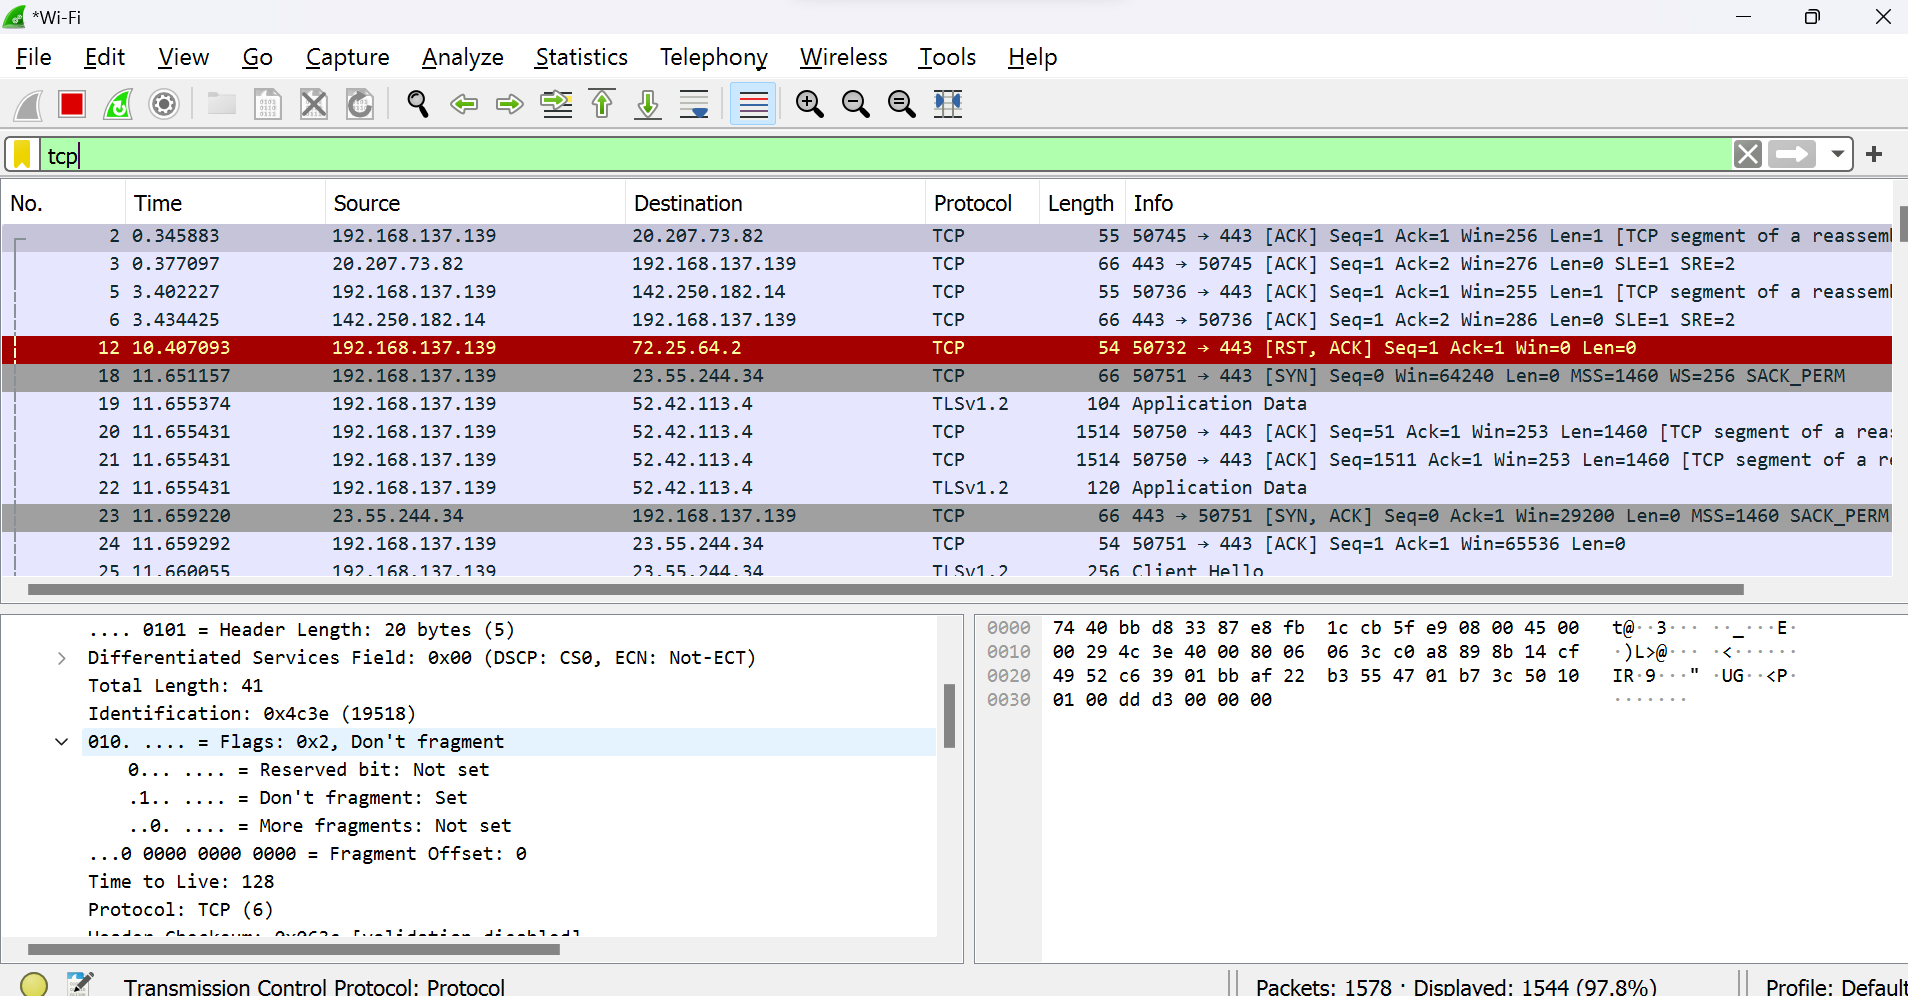 *Wi-Fi
File Edit View Go Capture Analyze Statistics Telephony Wireless Tools Help
tcp
No. Time Source Destination Protocol Length Info
2 0.345883 192.168.137.139 20.207.73.82 TCP 55 50745 → 443 [ACK] Seq=1 Ack=1 Win=256 Len=1 [TCP segment of a
3 0.377097 20.207.73.82 192.168.137.139 TCP 66 443 → 50745 [ACK] Seq=1 Ack=2 Win=276 Len=0 SLE=1 SRE=2
5 3.402227 192.168.137.139 142.250.182.14 TCP 55 50736 → 443 [ACK] Seq=1 Ack=1 Win=255 Len=1 [TCP segment of a
6 3.434425 142.250.182.14 192.168.137.139 TCP 66 443 → 50736 [ACK] Seq=1 Ack=2 Win=286 Len=0 SLE=1 SRE=2
12 10.407093 192.168.137.139 72.25.64.2 TCP 54 50732 → 443 [RST, ACK] Seq=1 Ack=1 Win=0 Len=0
18 11.651157 192.168.137.139 23.55.244.34 TCP 66 50751 → 443 [SYN] Seq=0 Win=64240 Len=0 MSS=1460 WS=256 SACK_PERM
19 11.655374 192.168.137.139 52.42.113.4 TLSv1.2 104 Application Data
20 11.655431 192.168.137.139 52.42.113.4 TCP 1514 50750 → 443 [ACK] Seq=51 Ack=1 Win=253 Len=1460 [TCP segment of a
21 11.655431 192.168.137.139 52.42.113.4 TCP 1514 50750 → 443 [ACK] Seq=1511 Ack=1 Win=253 Len=1460 [TCP segment of a
22 11.655431 192.168.137.139 52.42.113.4 TLSv1.2 120 Application Data
23 11.659220 23.55.244.34 192.168.137.139 TCP 66 443 → 50751 [SYN, ACK] Seq=0 Ack=1 Win=29200 Len=0 MSS=1460 SACK_PERM
24 11.659292 192.168.137.139 23.55.244.34 TCP 54 50751 → 443 [ACK] Seq=1 Ack=1 Win=65536 Len=0
25 11.660055 192.168.137.139 23.55.244.34 TLSv1.2 256 Client Hello
.... 0101 = Header Length: 20 bytes (5)
Differentiated Services Field: 0x00 (DSCP: CS0, ECN: Not-ECT)
Total Length: 41
Identification: 0x4c3e (19518)
010. .... = Flags: 0x2, Don't fragment
0... .... = Reserved bit: Not set
.1.. .... = Don't fragment: Set
..0. .... = More fragments: Not set
...0 0000 0000 0000 = Fragment Offset: 0
Time to Live: 128
Protocol: TCP (6)
Header Checksum: 0x063c [validation disabled]
0000 74 40 bb d8 33 87 e8 fb 1c cb 5f e9 08 00 45 00 t@··3··· ··_···E·
0010 00 29 4c 3e 40 00 80 06 06 3c c0 a8 89 8b 14 cf ·)L>@··· ·<······
0020 49 52 c6 39 01 bb af 22 b3 55 47 01 b7 3c 50 10 IR·9···" ·UG··<P·
0030 01 00 dd d3 00 00 00 ·······
Transmission Control Protocol: Protocol
Packets: 1578 · Displayed: 1544 (97.8%)
Profile: Default